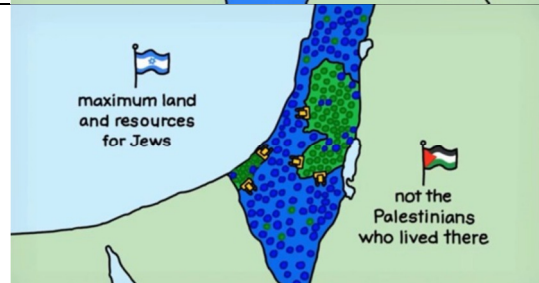 maximum land
and resources
for Jews
not the
Palestinians
who lived there